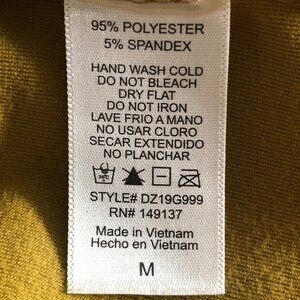 95% POLYESTER
5% SPANDEX
HAND WASH COLD
DO NOT BLEACH
DRY FLAT
DO NOT IRON
LAVE FRIO A MANO
NO USAR CLORO
SECAR EXTENDIDO
NO PLANCHAR
STYLE# DZ19G999
RN# 149137
Made in Vietnam
Hecho en Vietnam
M